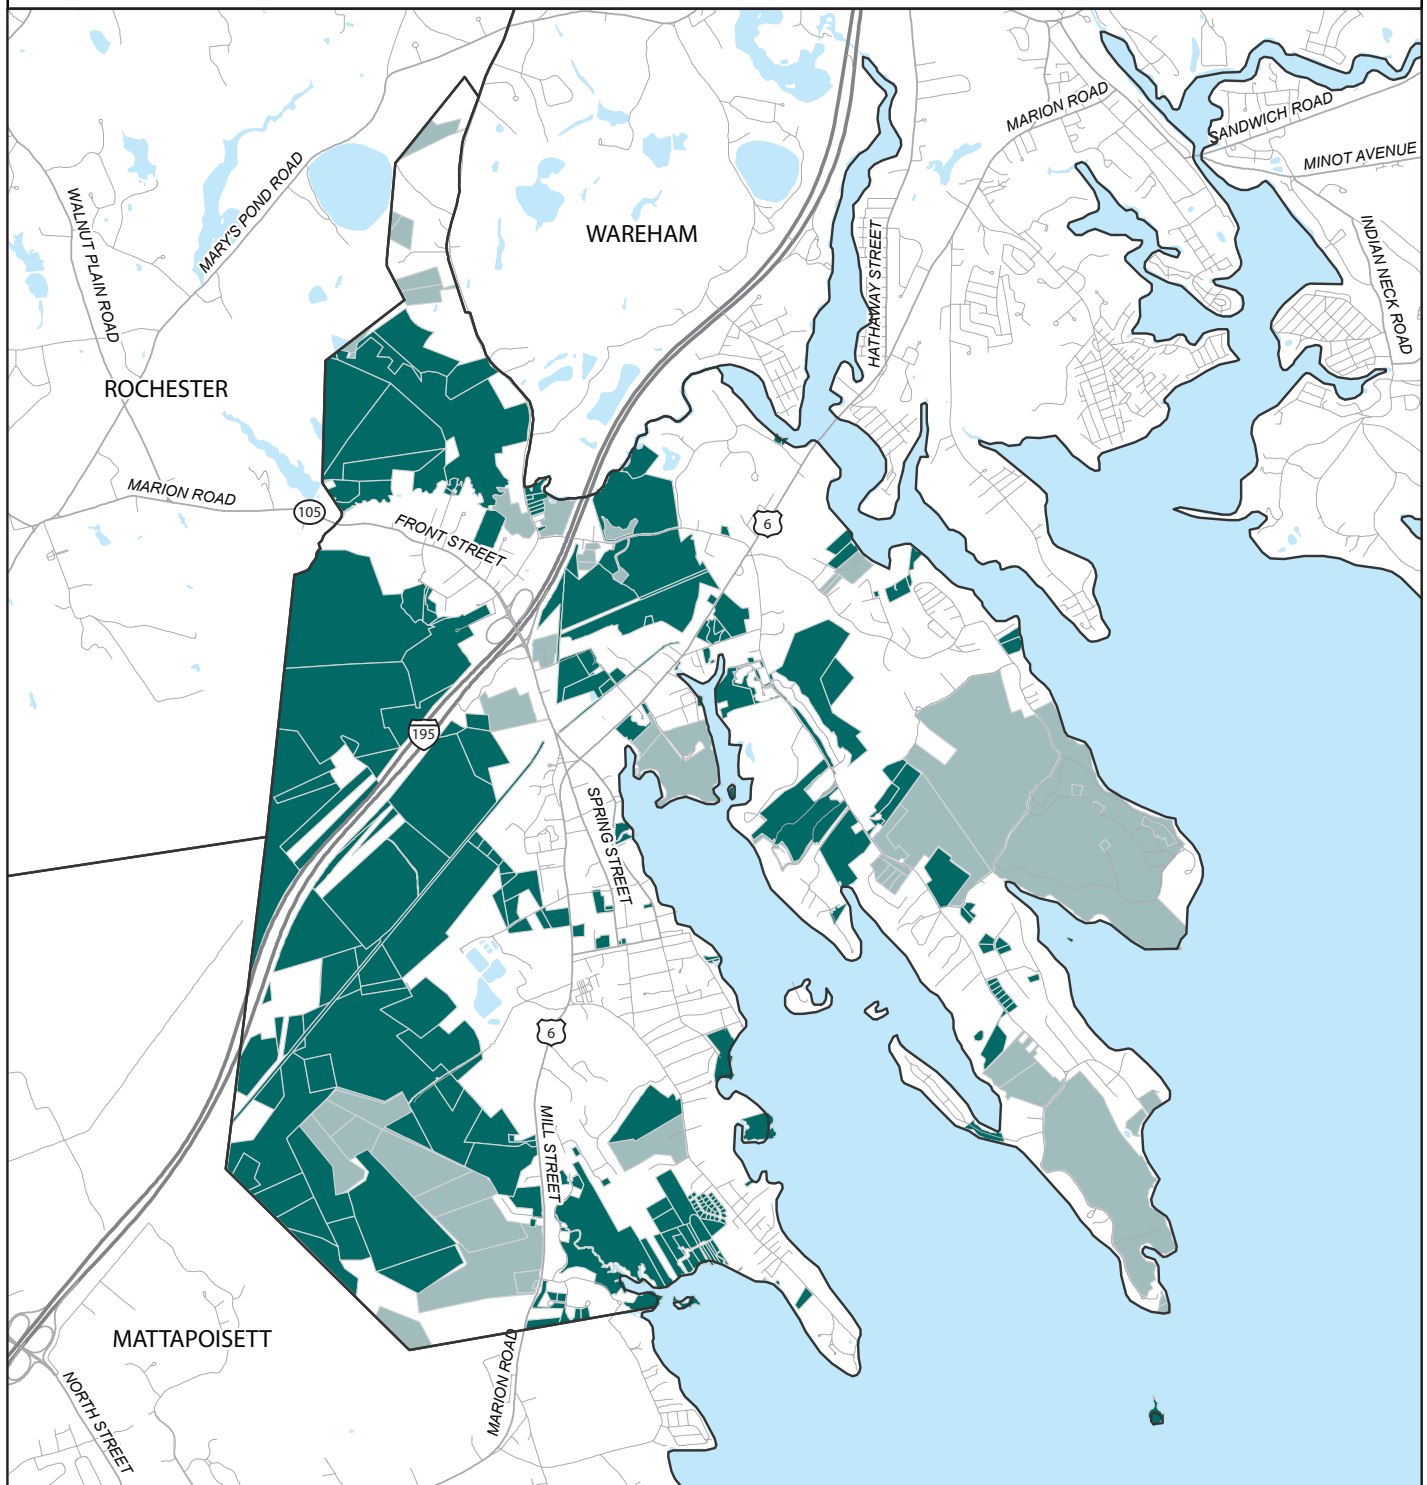 MARION ROAD
SANDWICH ROAD
MINOT AVENUE
WALNUT PLAIN ROAD
MARY'S POND ROAD
WAREHAM
HATHAWAY STREET
INDIAN NECK ROAD
ROCHESTER
MARION ROAD
105
FRONT STREET
6
195
SPRING STREET
6
MILL STREET
MATTAPOISETT
MARION ROAD
NORTH STREET